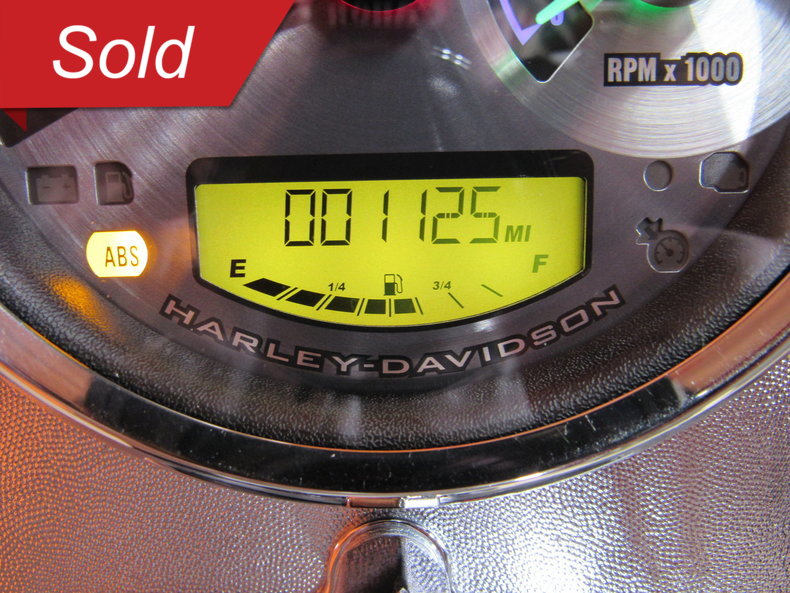 Sold
RPM x 1000
001125 MI
ABS
E 1/4 3/4 F
HARLEY-DAVIDSON